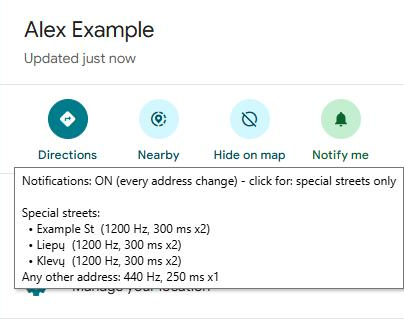 Alex Example
Updated just now
Directions
Nearby
Hide on map
Notify me
Notifications: ON (every address change) - click for: special streets only
Special streets:
• Example St  (1200 Hz, 300 ms x2)
• Liepų  (1200 Hz, 300 ms x2)
• Klevų  (1200 Hz, 300 ms x2)
Any other address: 440 Hz, 250 ms x1
Manage your location